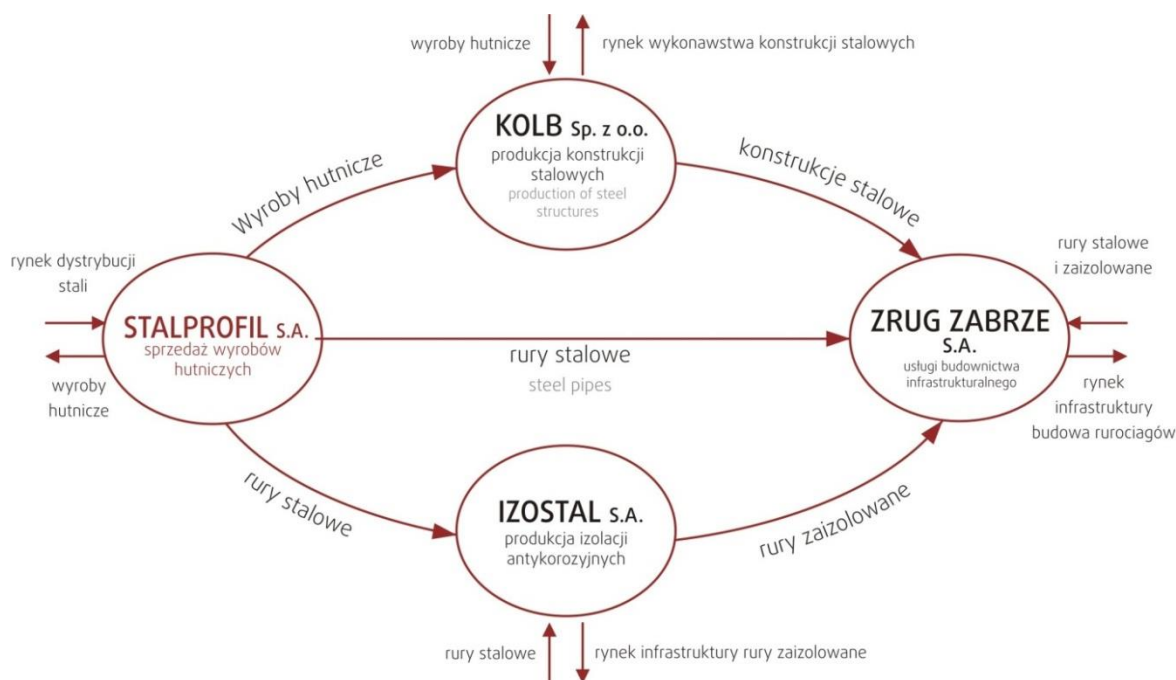 wyroby hutnicze
rynek wykonawstwa konstrukcji stalowych
KOLB Sp. z o.o.
produkcja konstrukcji
stalowych
production of steel
structures
Wyroby hutnicze
konstrukcje stalowe
rynek dystrybucji
stali
STALPROFIL S.A.
sprzedaż wyrobów
hutniczych
wyroby
hutnicze
rury stalowe
steel pipes
rury stalowe
i zaizolowane
ZRUG ZABRZE
S.A.
usługi budownictwa
infrastrukturalnego
rynek
infrastruktury
budowa rurociagów
rury stalowe
IZOSTAL S.A.
produkcja izolacji
antykorozyjnych
rury zaizolowane
rury stalowe
rynek infrastruktury rury zaizolowane